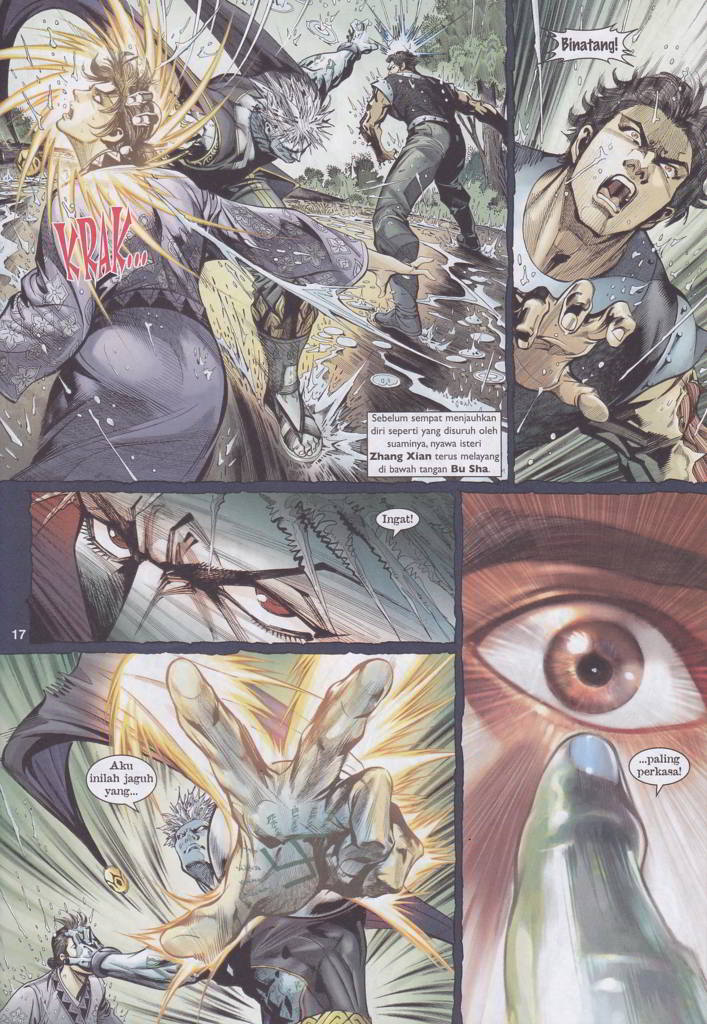 Binatang!
KRAK...
Sebelum sempat menjauhkan
diri seperti yang disuruh oleh
suaminya, nyawa isteri
Zhang Xian terus melayang
di bawah tangan Bu Sha.
Ingat!
17
Aku
inilah jaguh
yang...
...paling
perkasa!